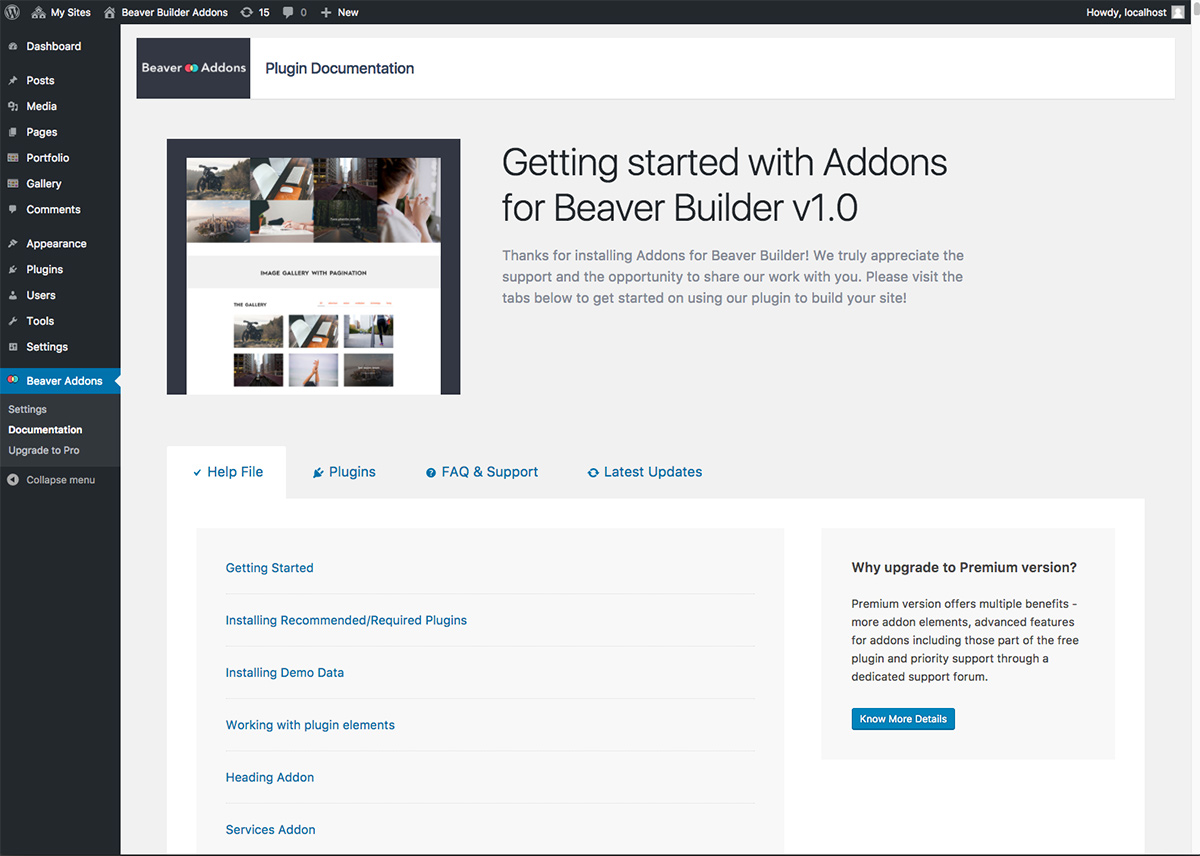 My Sites
Beaver Builder Addons
15
0
New
Howdy, localhost
Dashboard
Posts
Media
Pages
Portfolio
Gallery
Comments
Appearance
Plugins
Users
Tools
Settings
Beaver Addons
Settings
Documentation
Upgrade to Pro
Collapse menu
Beaver Addons
Plugin Documentation
IMAGE GALLERY WITH PAGINATION
THE GALLERY
Getting started with Addons
for Beaver Builder v1.0
Thanks for installing Addons for Beaver Builder! We truly appreciate the
support and the opportunity to share our work with you. Please visit the
tabs below to get started on using our plugin to build your site!
Help File
Plugins
FAQ & Support
Latest Updates
Getting Started
Installing Recommended/Required Plugins
Installing Demo Data
Working with plugin elements
Heading Addon
Services Addon
Why upgrade to Premium version?
Premium version offers multiple benefits -
more addon elements, advanced features
for addons including those part of the free
plugin and priority support through a
dedicated support forum.
Know More Details